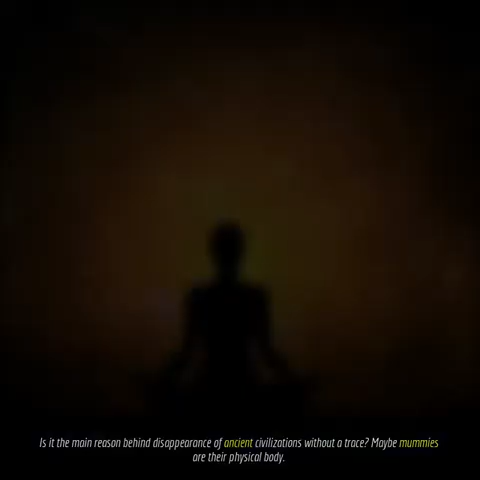 Is it the main reason behind disappearance of ancient civilizations without a trace? Maybe mummies
are their physical body.